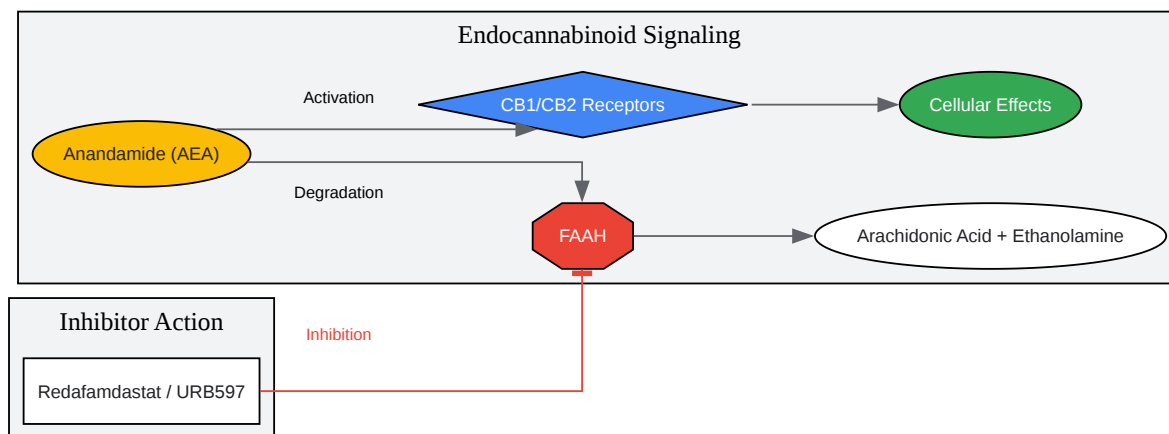 Endocannabinoid Signaling
Activation
CB1/CB2 Receptors
Cellular Effects
Anandamide (AEA)
Degradation
FAAH
Arachidonic Acid + Ethanolamine
Inhibitor Action
Inhibition
Redafamdastat / URB597